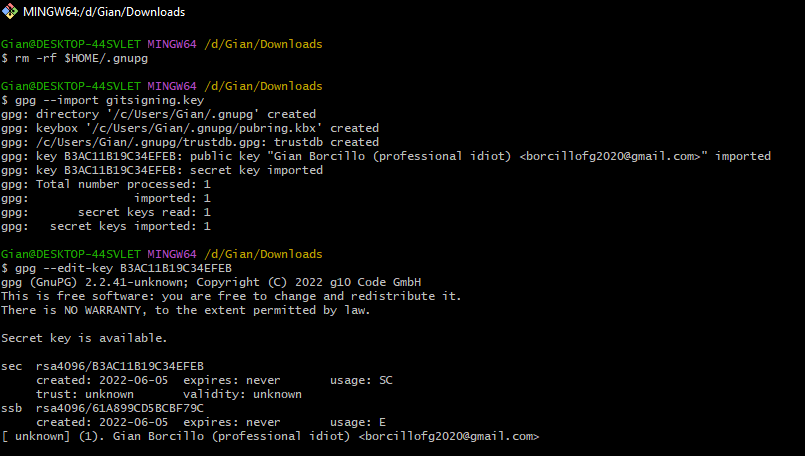 MINGW64:/d/Gian/Downloads
Gian@DESKTOP-44SVLET MINGW64 /d/Gian/Downloads
$ rm -rf $HOME/.gnupg
Gian@DESKTOP-44SVLET MINGW64 /d/Gian/Downloads
$ gpg --import gitsigning.key
gpg: directory '/c/Users/Gian/.gnupg' created
gpg: keybox '/c/Users/Gian/.gnupg/pubring.kbx' created
gpg: /c/Users/Gian/.gnupg/trustdb.gpg: trustdb created
gpg: key B3AC11B19C34EFEB: public key "Gian Borcillo (professional idiot) <borcillofg2020@gmail.com>" imported
gpg: key B3AC11B19C34EFEB: secret key imported
gpg: Total number processed: 1
gpg:               imported: 1
gpg:       secret keys read: 1
gpg:   secret keys imported: 1
Gian@DESKTOP-44SVLET MINGW64 /d/Gian/Downloads
$ gpg --edit-key B3AC11B19C34EFEB
gpg (GnuPG) 2.2.41-unknown; Copyright (C) 2022 g10 Code GmbH
This is free software: you are free to change and redistribute it.
There is NO WARRANTY, to the extent permitted by law.
Secret key is available.
sec  rsa4096/B3AC11B19C34EFEB
     created: 2022-06-05  expires: never       usage: SC
     trust: unknown       validity: unknown
ssb  rsa4096/61A899CD5BCBF79C
     created: 2022-06-05  expires: never       usage: E
[ unknown] (1). Gian Borcillo (professional idiot) <borcillofg2020@gmail.com>